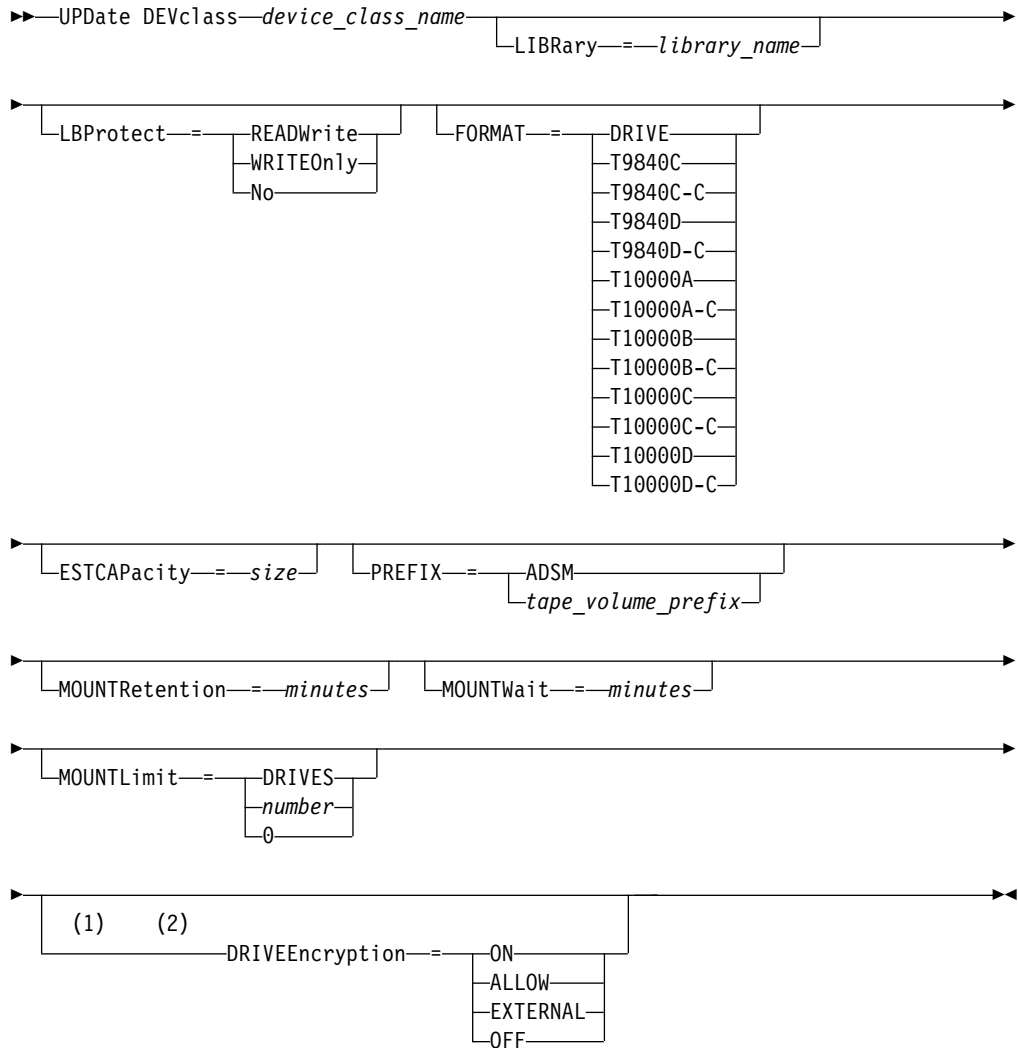 UPDate DEVclass device_class_name
LIBRary = library_name
LBProtect = READWrite
WRITEOnly
No
FORMAT = DRIVE
T9840C
T9840C-C
T9840D
T9840D-C
T10000A
T10000A-C
T10000B
T10000B-C
T10000C
T10000C-C
T10000D
T10000D-C
ESTCAPacity = size
PREFIX = ADSM
tape_volume_prefix
MOUNTRetention = minutes
MOUNTWait = minutes
MOUNTLimit = DRIVES
number
0
(1) (2)
DRIVEEncryption = ON
ALLOW
EXTERNAL
OFF